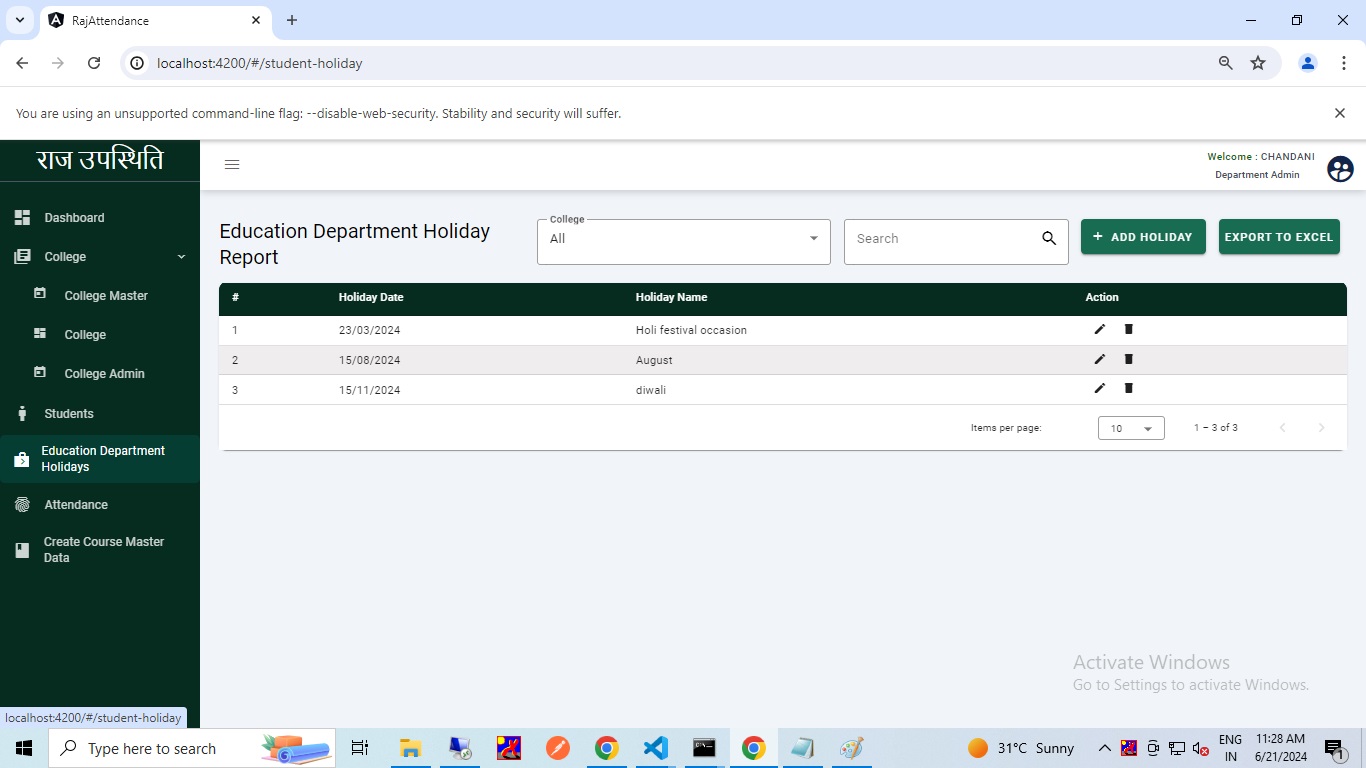 RajAttendance
localhost:4200/#/student-holiday
You are using an unsupported command-line flag: --disable-web-security. Stability and security will suffer.
राज उपस्थिति
Welcome : CHANDANI
Department Admin
Dashboard
College
College Master
College
College Admin
Students
Education Department
Holidays
Attendance
Create Course Master
Data
Education Department Holiday
Report
College
All
Search
+ ADD HOLIDAY
EXPORT TO EXCEL
# Holiday Date Holiday Name Action
1 23/03/2024 Holi festival occasion
2 15/08/2024 August
3 15/11/2024 diwali
Items per page: 10 1 – 3 of 3
Activate Windows
Go to Settings to activate Windows.
localhost:4200/#/student-holiday
Type here to search
31°C Sunny
ENG
IN
11:28 AM
6/21/2024
1